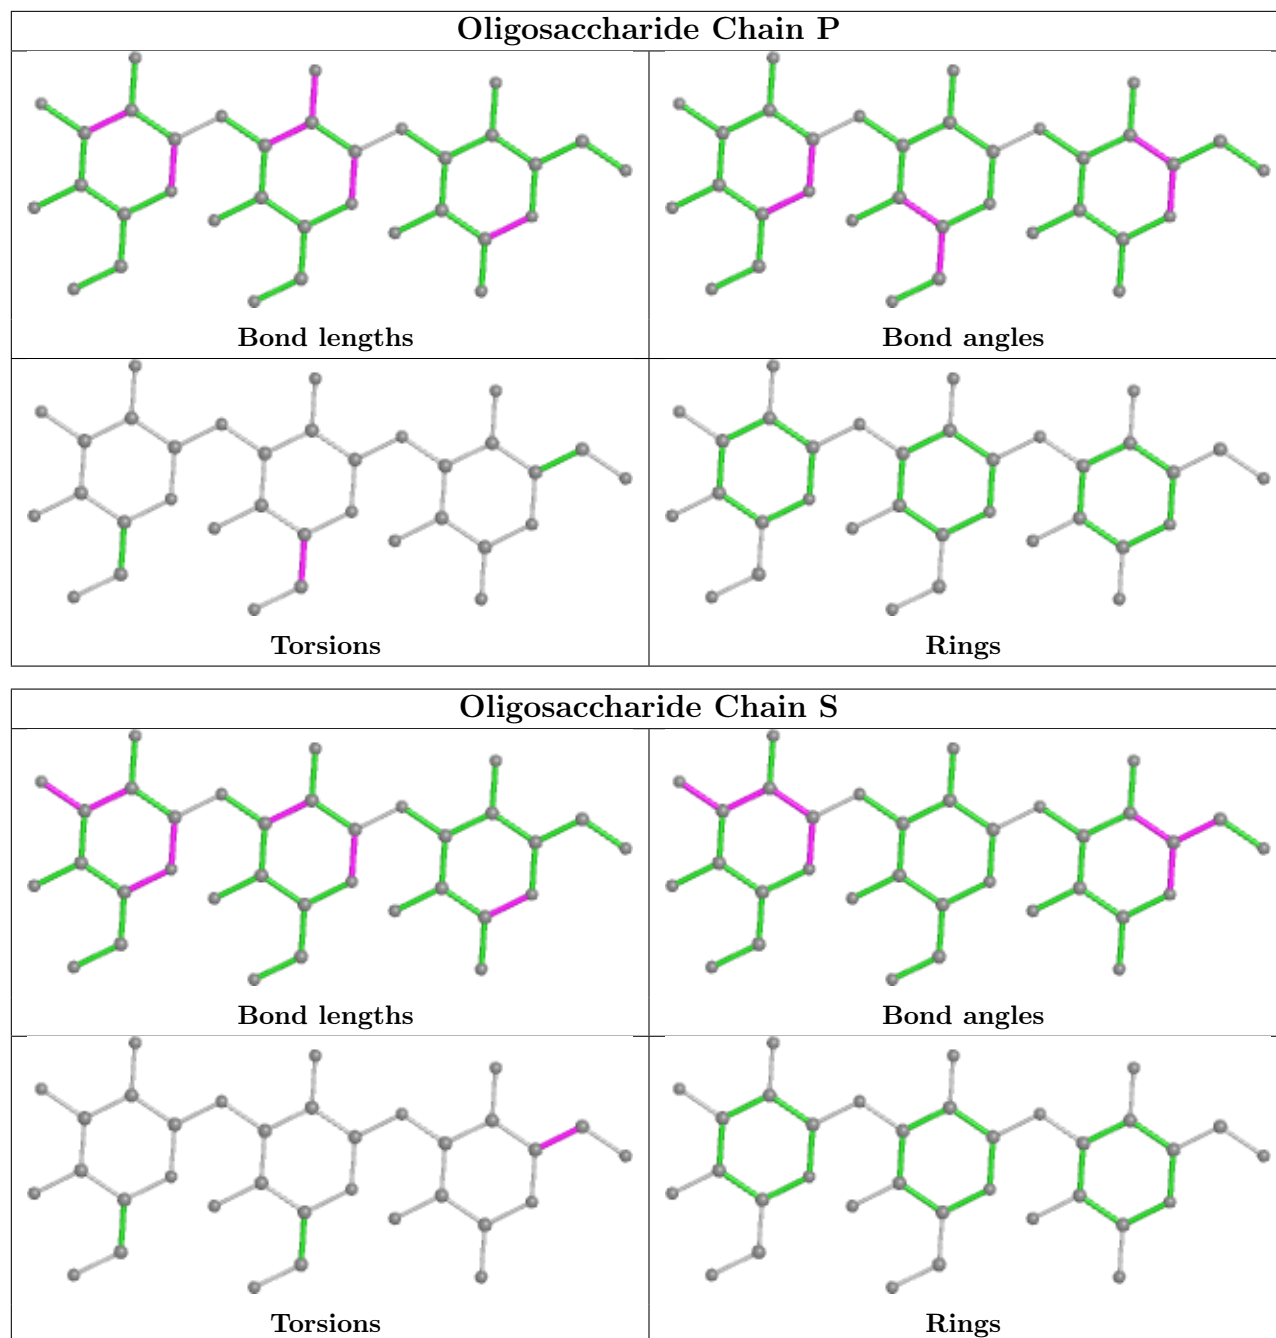 Oligosaccharide Chain P
Bond lengths
Bond angles
Torsions
Rings
Oligosaccharide Chain S
Bond lengths
Bond angles
Torsions
Rings